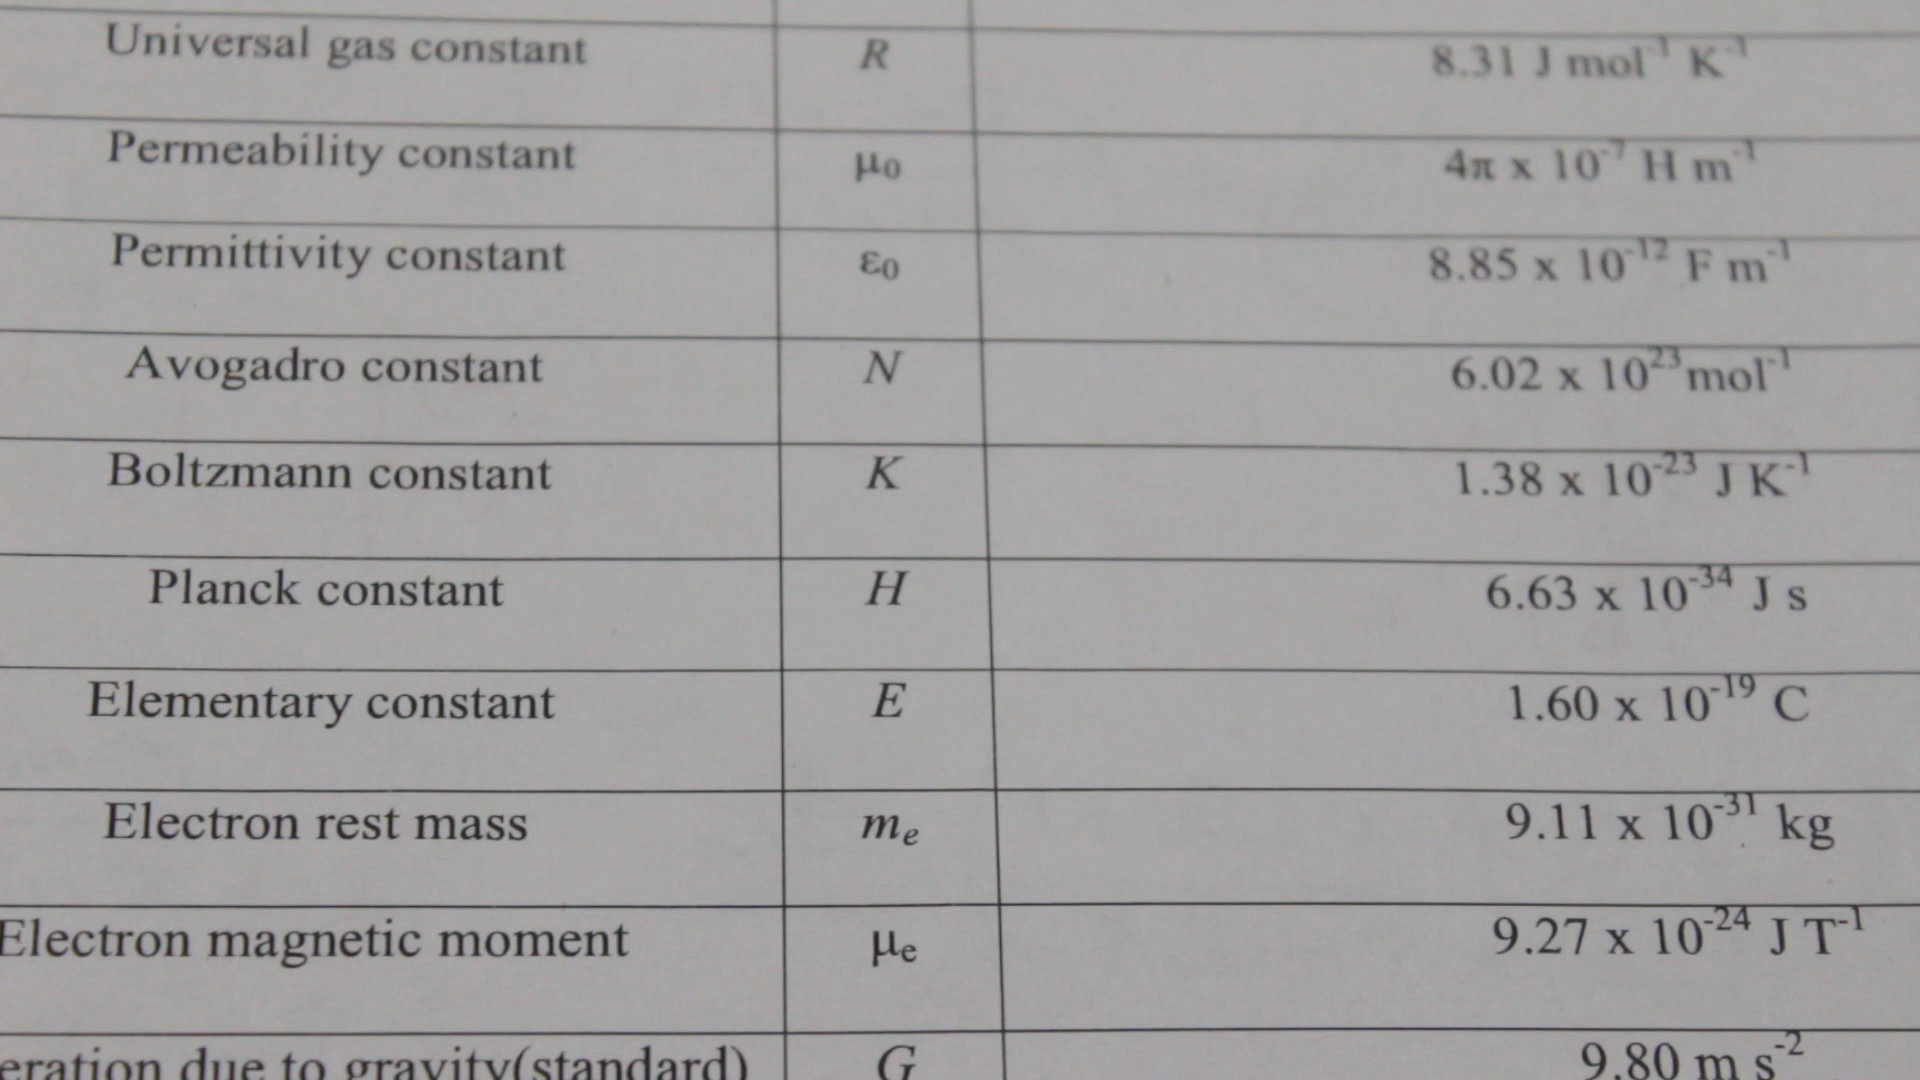 Universal gas constant R 8.31 J mol⁻¹ K⁻¹
Permeability constant μ₀ 4π x 10⁻⁷ H m⁻¹
Permittivity constant ε₀ 8.85 x 10⁻¹² F m⁻¹
Avogadro constant N 6.02 x 10²³mol⁻¹
Boltzmann constant K 1.38 x 10⁻²³ J K⁻¹
Planck constant H 6.63 x 10⁻³⁴ J s
Elementary constant E 1.60 x 10⁻¹⁹ C
Electron rest mass mₑ 9.11 x 10⁻³¹ kg
Electron magnetic moment μₑ 9.27 x 10⁻²⁴ J T⁻¹
eration due to gravity(standard) G 9.80 m s⁻²